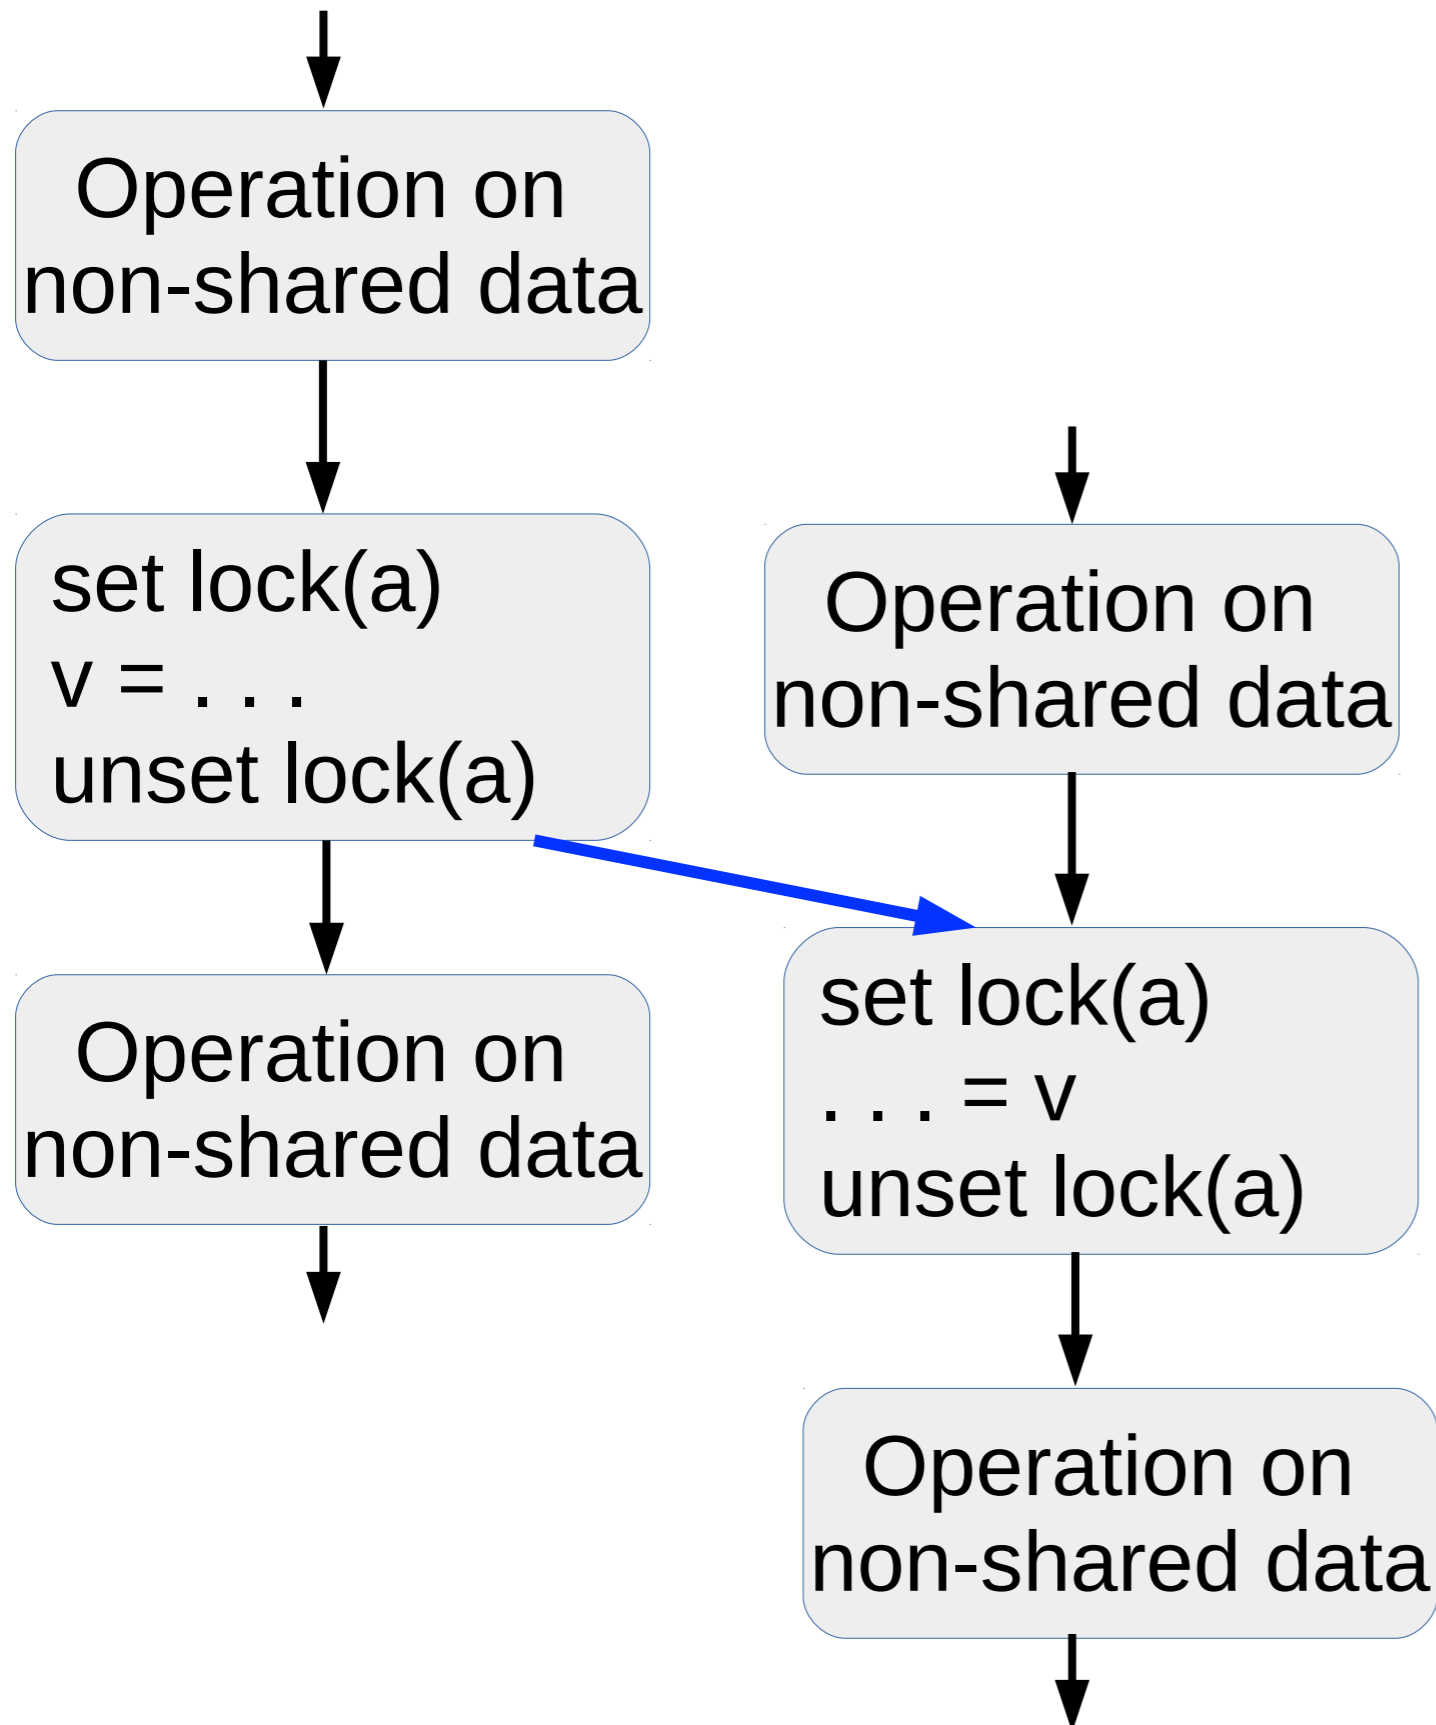 Operation on
non-shared data
set lock(a)
v = . . .
unset lock(a)
Operation on
non-shared data
Operation on
non-shared data
set lock(a)
. . . = v
unset lock(a)
Operation on
non-shared data